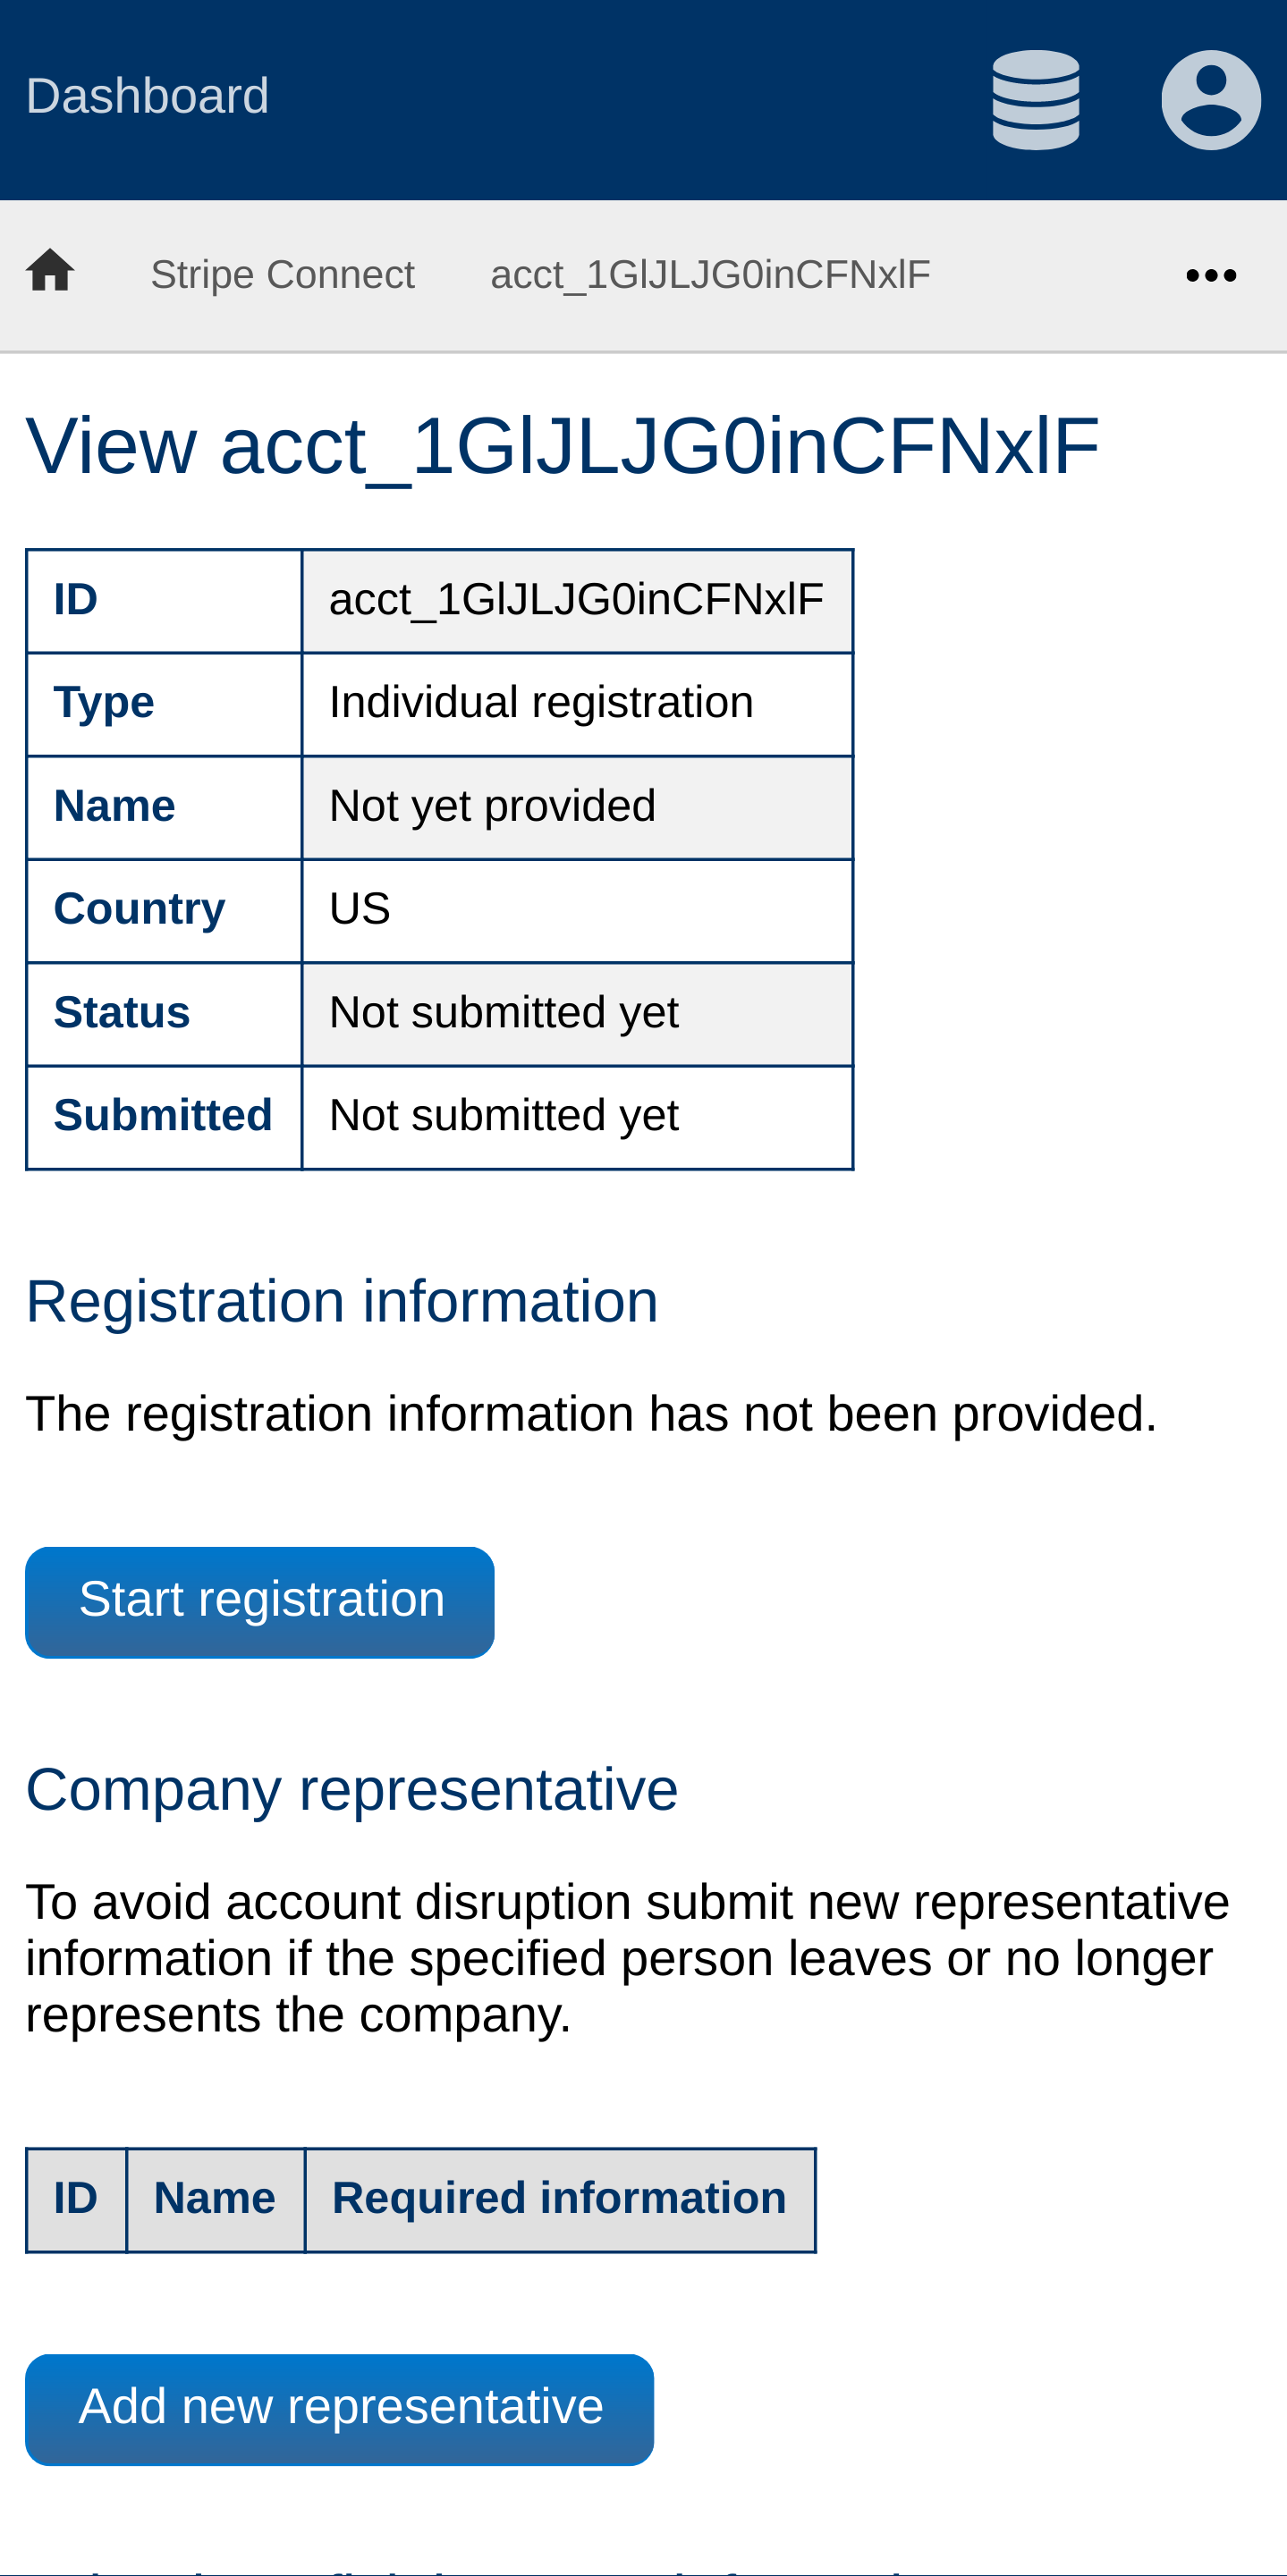 Dashboard
Stripe Connect acct_1GlJLJG0inCFNxlF
View acct_1GlJLJG0inCFNxlF
ID acct_1GlJLJG0inCFNxlF
Type Individual registration
Name Not yet provided
Country US
Status Not submitted yet
Submitted Not submitted yet
Registration information
The registration information has not been provided.
Start registration
Company representative
To avoid account disruption submit new representative
information if the specified person leaves or no longer
represents the company.
ID Name Required information
Add new representative